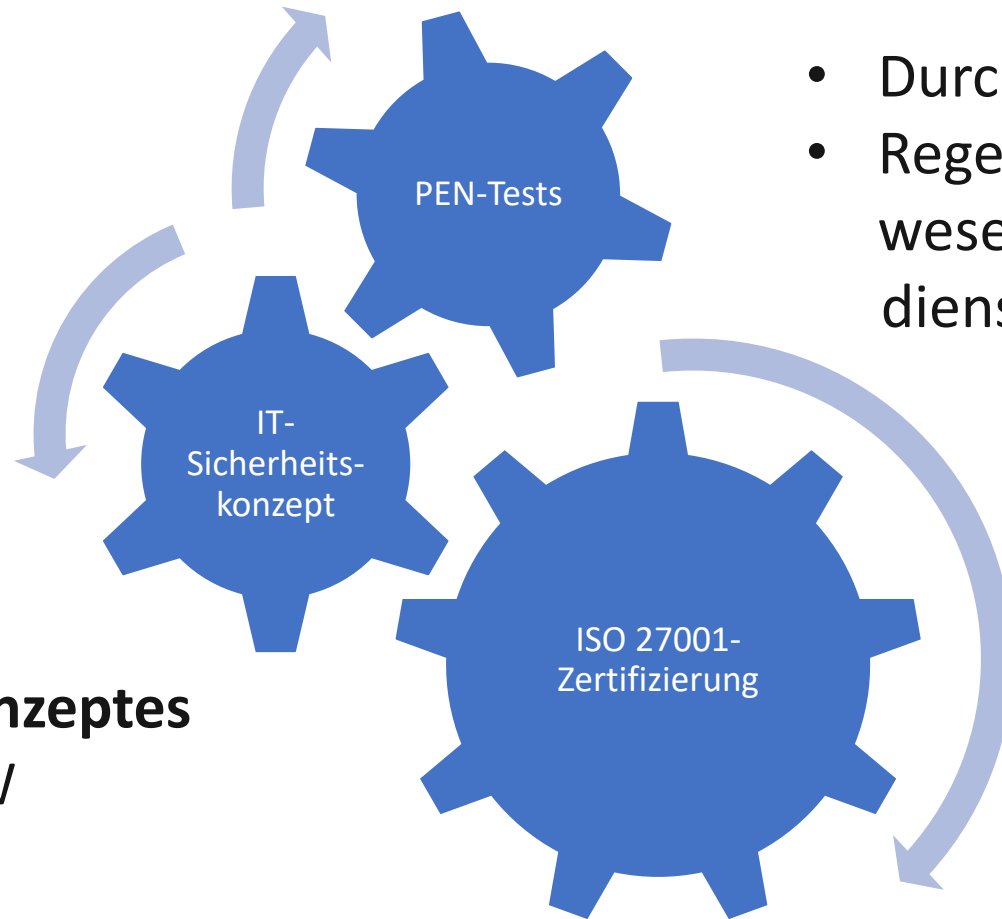 PEN-Tests
• Durc
• Rege
wese
diens
IT-
Sicherheits-
konzept
ISO 27001-
Zertifizierung
nzeptes
/